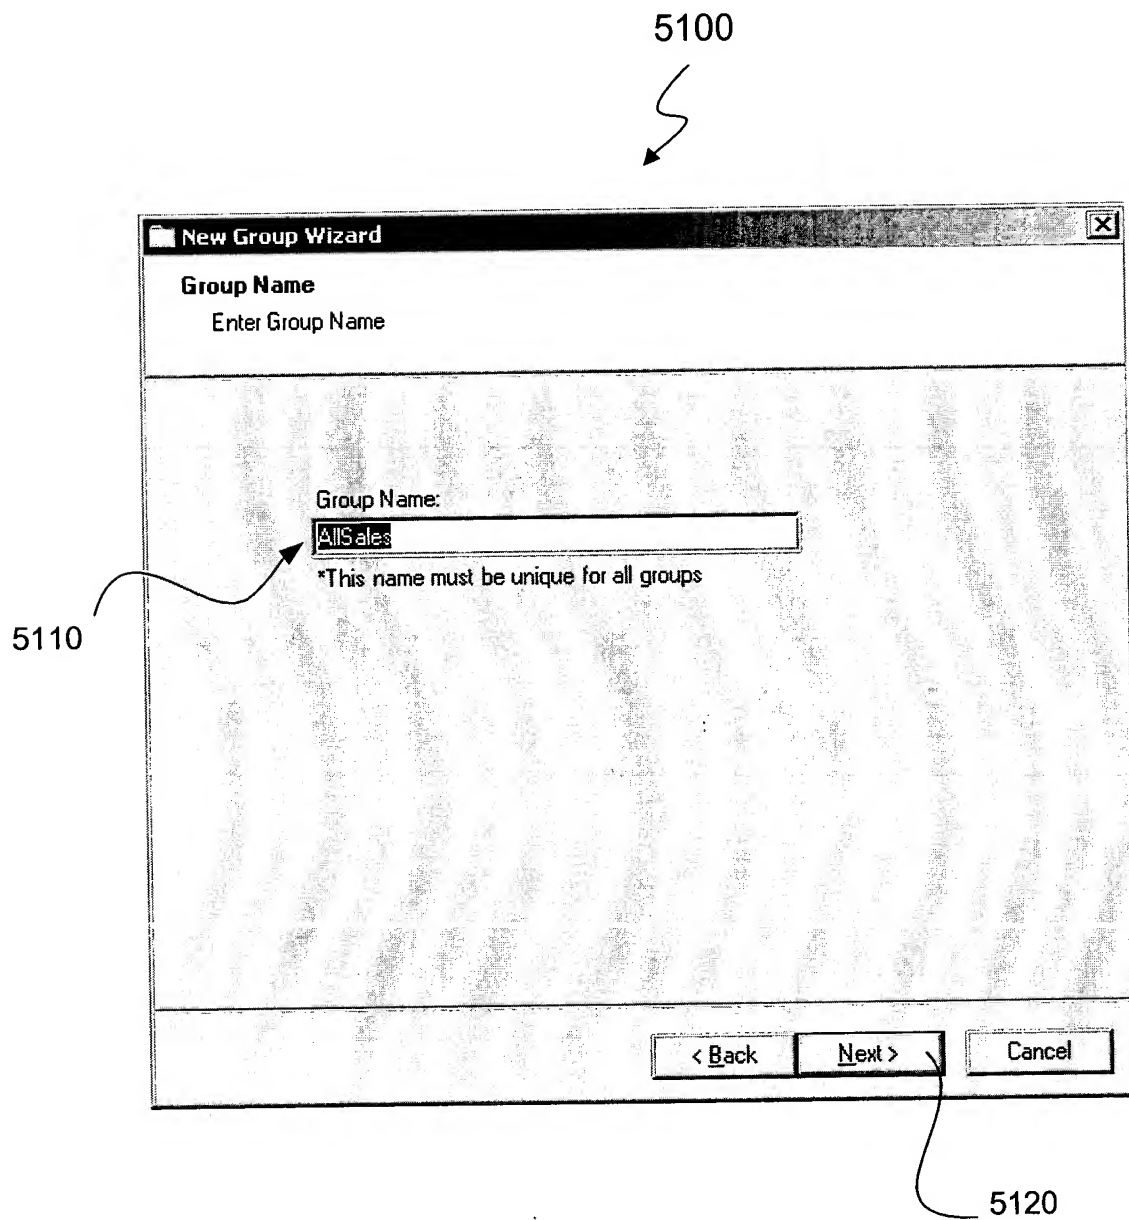 5100
New Group Wizard
Group Name
Enter Group Name
Group Name:
AllSales
*This name must be unique for all groups
5110
< Back
Next >
Cancel
5120